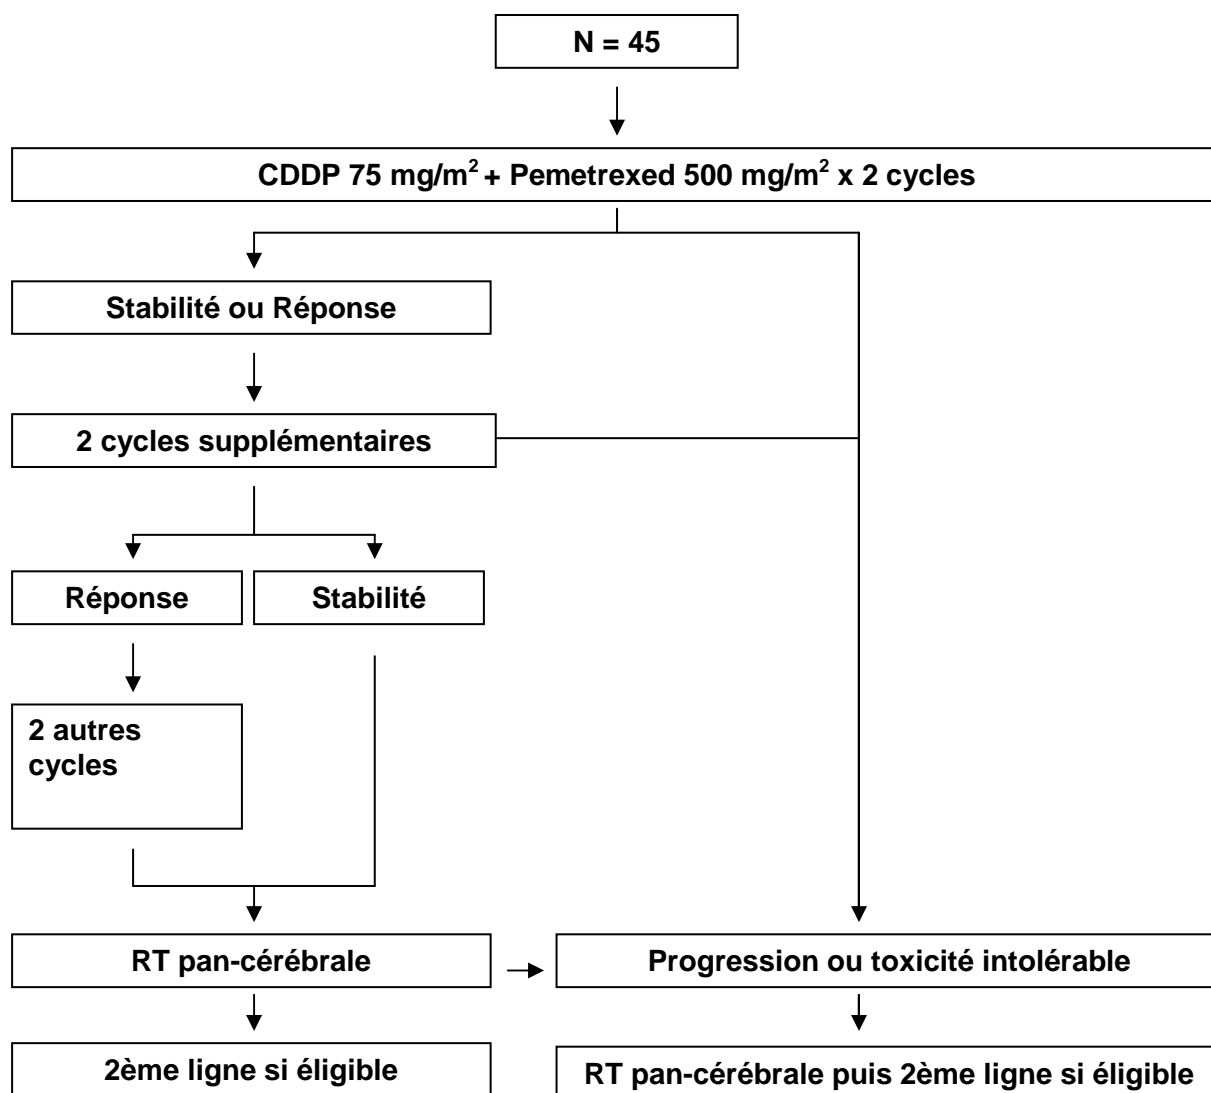 N = 45
CDDP 75 mg/m² + Pemetrexed 500 mg/m² x 2 cycles
Stabilité ou Réponse
2 cycles supplémentaires
Réponse
Stabilité
2 autres
cycles
RT pan-cérébrale
Progression ou toxicité intolérable
2ème ligne si éligible
RT pan-cérébrale puis 2ème ligne si éligible